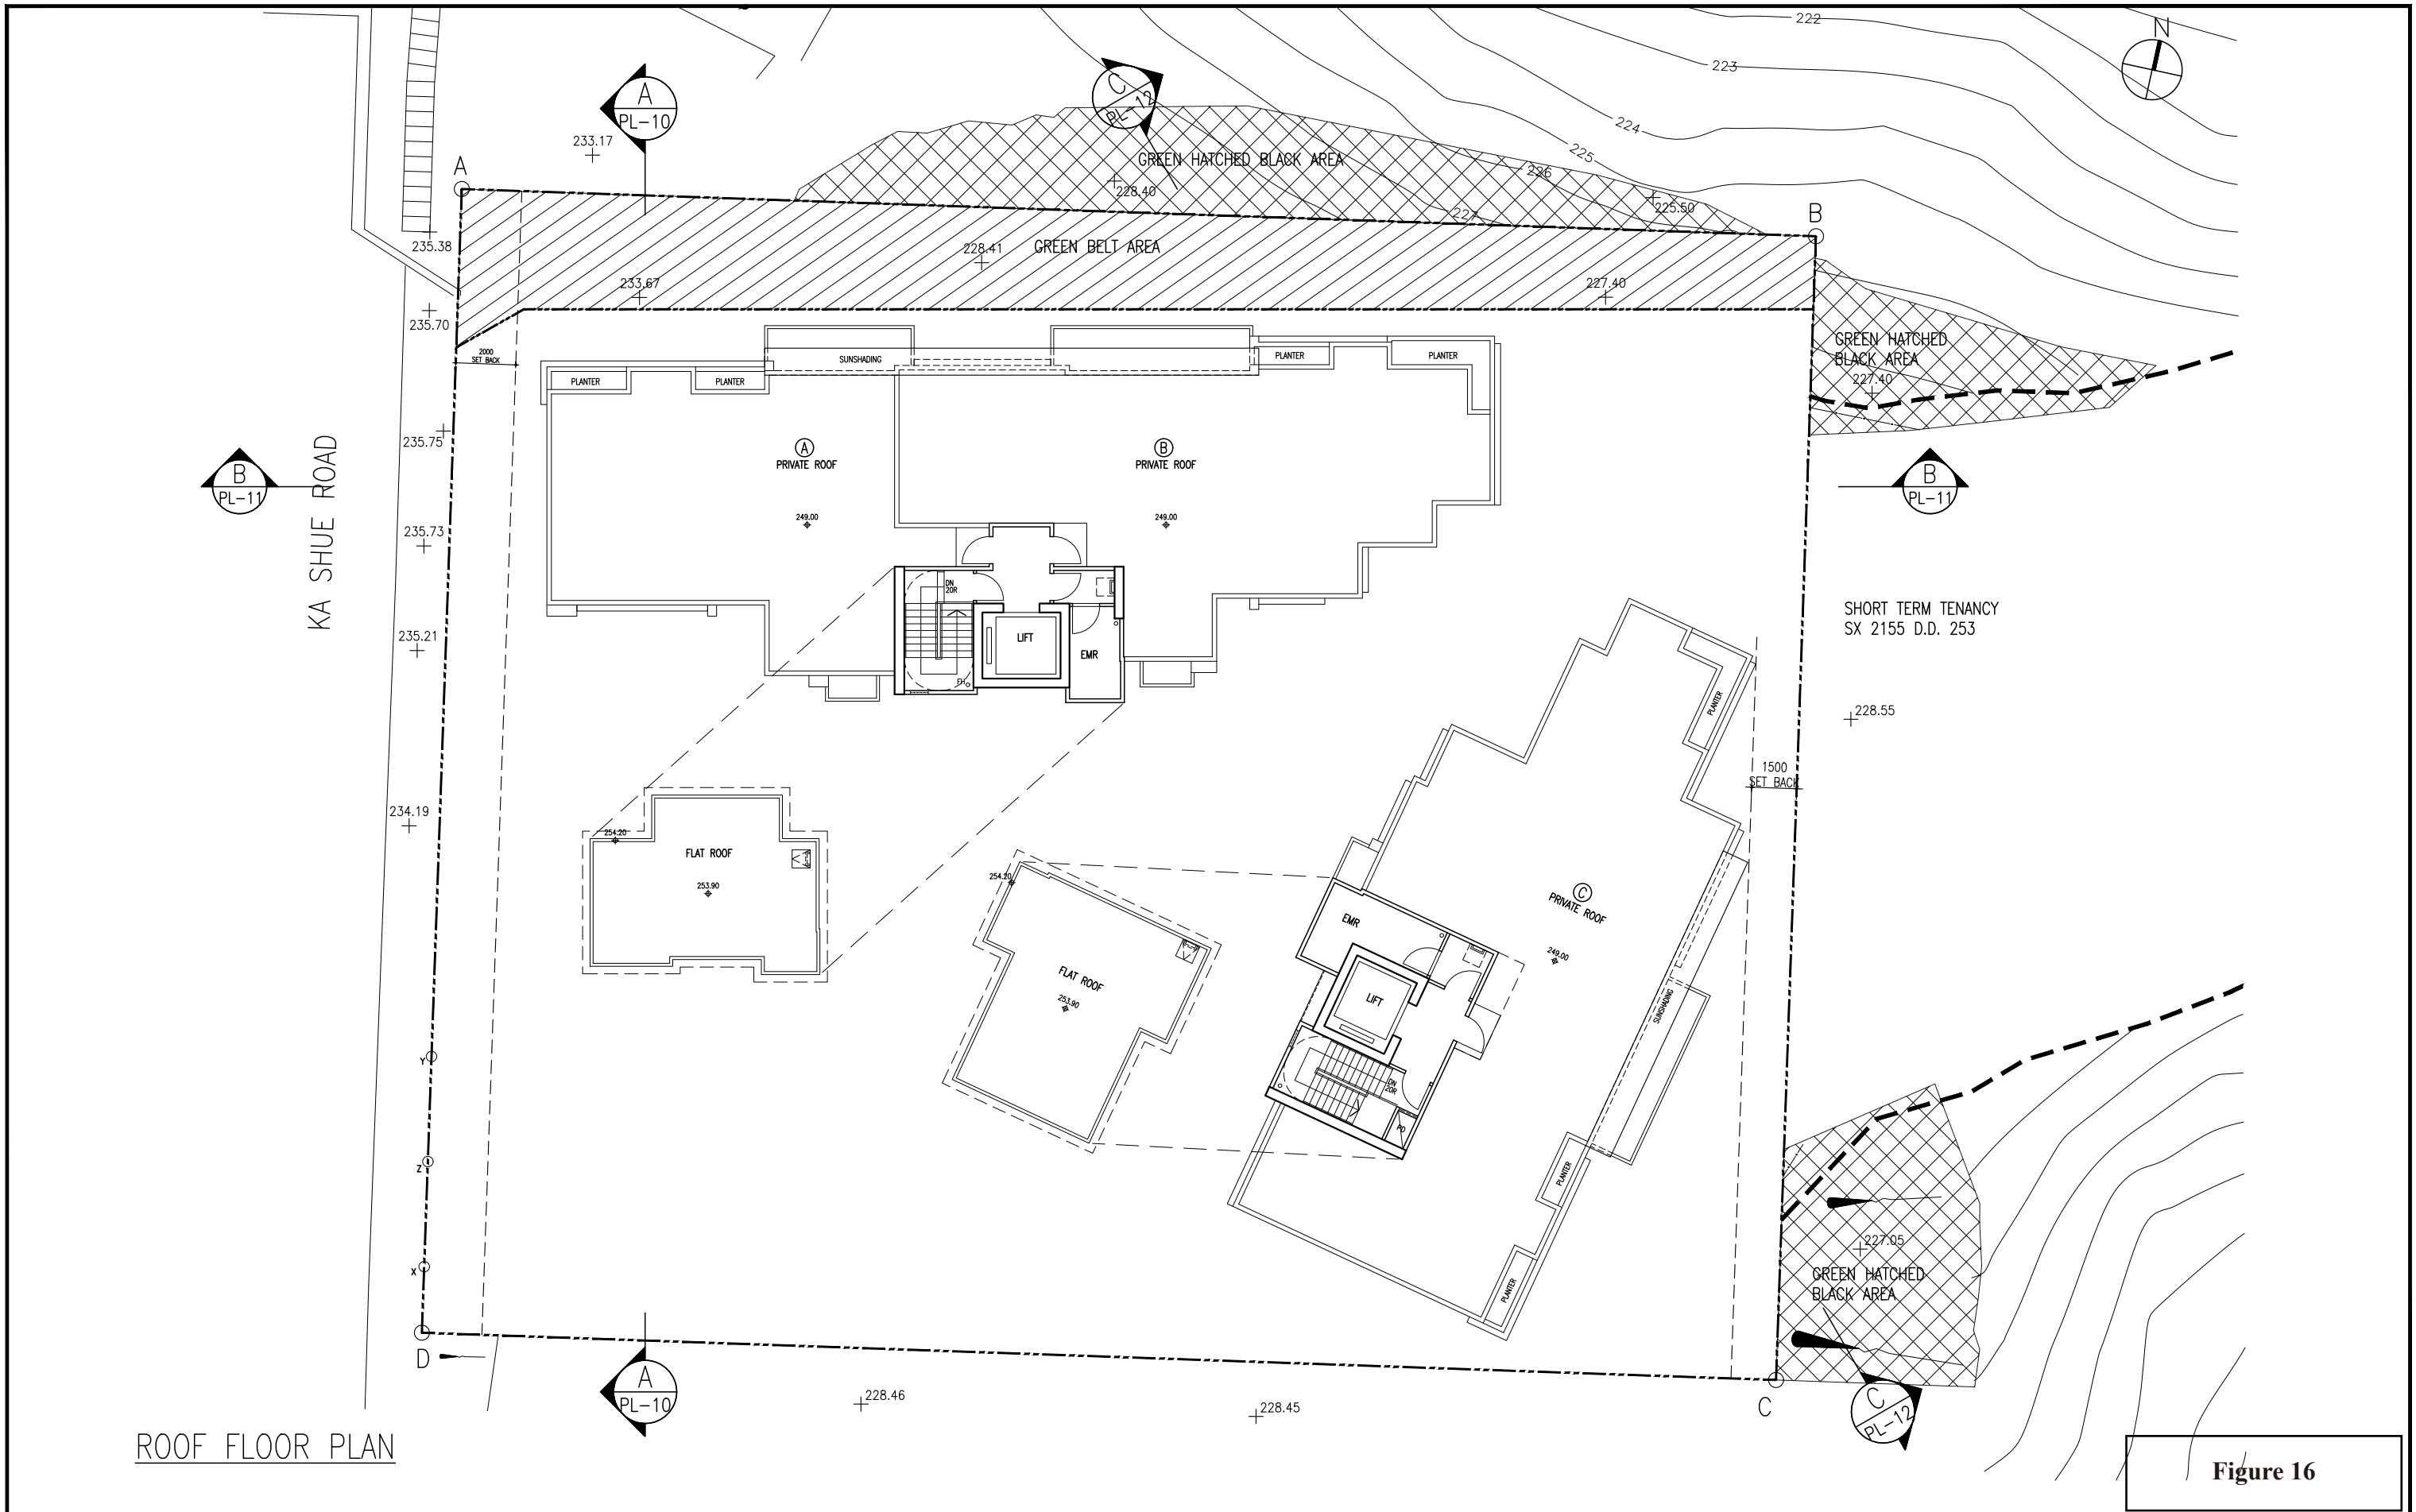 222
N
223
224
225
226
227
A
PL-10
C
PL-12
233.17
A
GREEN HATCHED BLACK AREA
228.40
225.50
B
235.38
228.41
GREEN BELT AREA
233.67
227.40
235.70
2000
SET BACK
GREEN HATCHED
BLACK AREA
227.40
SUNSHADING
PLANTER
PLANTER
PLANTER
PLANTER
235.75
KA SHUE ROAD
B
PL-11
A
PRIVATE ROOF
B
PRIVATE ROOF
B
PL-11
249.00
249.00
235.73
DN
20R
LIFT
EMR
FH
235.21
SHORT TERM TENANCY
SX 2155 D.D. 253
228.55
PLANTER
1500
SET BACK
234.19
254.20
FLAT ROOF
253.90
254.20
FLAT ROOF
253.90
C
PRIVATE ROOF
249.00
EMR
LIFT
SUNSHADING
DN
20R
PD
PLANTER
PLANTER
Y
Z
X
227.05
GREEN HATCHED
BLACK AREA
D
A
PL-10
228.46
228.45
C
C
PL-12
ROOF FLOOR PLAN
Figure 16